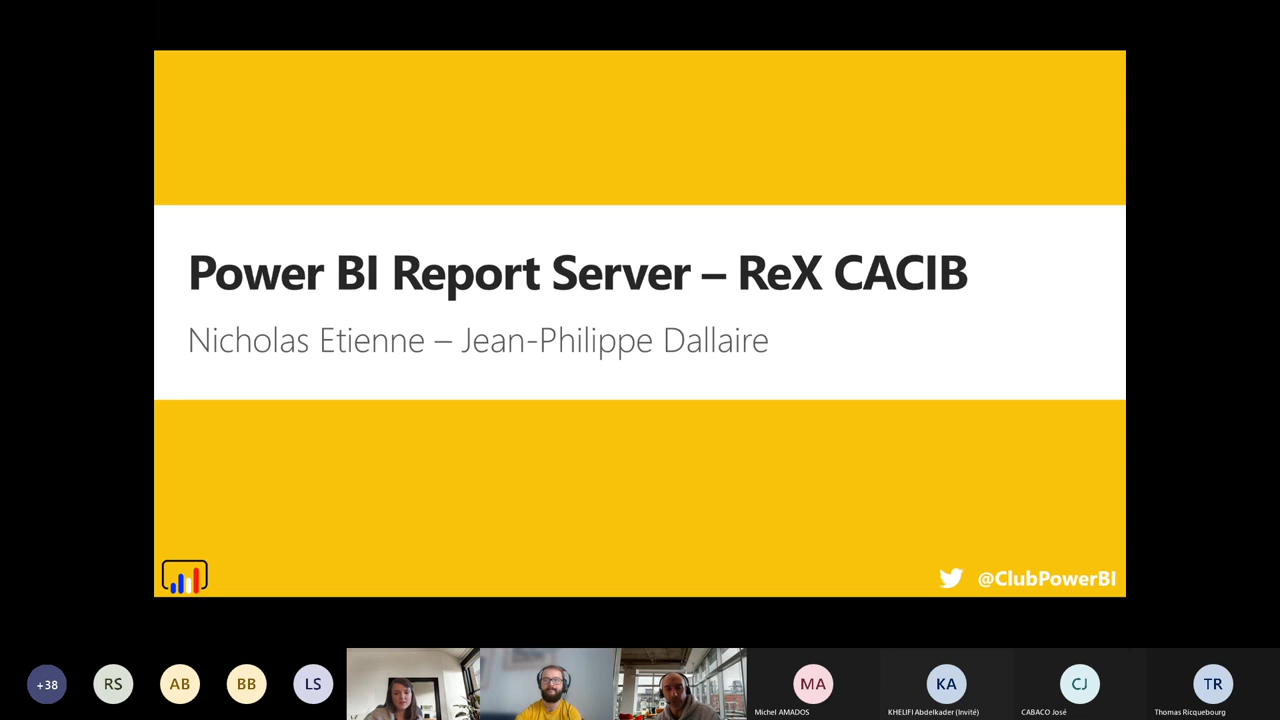 Power BI Report Server – ReX CACIB
Nicholas Etienne – Jean-Philippe Dallaire
@ClubPowerBI
+38
RS
AB
BB
LS
MA
KA
CJ
TR
Michel AMADOS
KHELIFI Abdelkader (Invité)
CABACO José
Thomas Ricquebourg